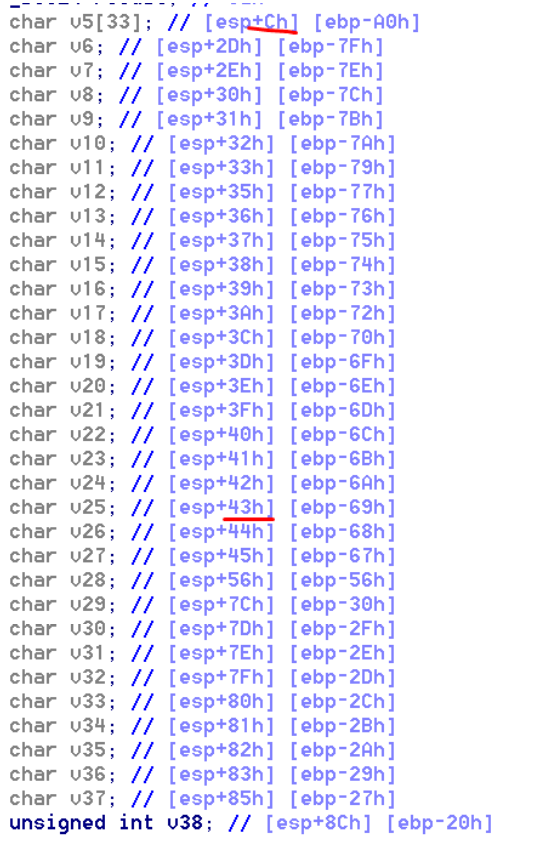 char v5[33]; // [esp+Ch] [ebp-A0h]
char v6; // [esp+2Dh] [ebp-7Fh]
char v7; // [esp+2Eh] [ebp-7Eh]
char v8; // [esp+30h] [ebp-7Ch]
char v9; // [esp+31h] [ebp-7Bh]
char v10; // [esp+32h] [ebp-7Ah]
char v11; // [esp+33h] [ebp-79h]
char v12; // [esp+35h] [ebp-77h]
char v13; // [esp+36h] [ebp-76h]
char v14; // [esp+37h] [ebp-75h]
char v15; // [esp+38h] [ebp-74h]
char v16; // [esp+39h] [ebp-73h]
char v17; // [esp+3Ah] [ebp-72h]
char v18; // [esp+3Ch] [ebp-70h]
char v19; // [esp+3Dh] [ebp-6Fh]
char v20; // [esp+3Eh] [ebp-6Eh]
char v21; // [esp+3Fh] [ebp-6Dh]
char v22; // [esp+40h] [ebp-6Ch]
char v23; // [esp+41h] [ebp-6Bh]
char v24; // [esp+42h] [ebp-6Ah]
char v25; // [esp+43h] [ebp-69h]
char v26; // [esp+44h] [ebp-68h]
char v27; // [esp+45h] [ebp-67h]
char v28; // [esp+56h] [ebp-56h]
char v29; // [esp+7Ch] [ebp-30h]
char v30; // [esp+7Dh] [ebp-2Fh]
char v31; // [esp+7Eh] [ebp-2Eh]
char v32; // [esp+7Fh] [ebp-2Dh]
char v33; // [esp+80h] [ebp-2Ch]
char v34; // [esp+81h] [ebp-2Bh]
char v35; // [esp+82h] [ebp-2Ah]
char v36; // [esp+83h] [ebp-29h]
char v37; // [esp+85h] [ebp-27h]
unsigned int v38; // [esp+8Ch] [ebp-20h]